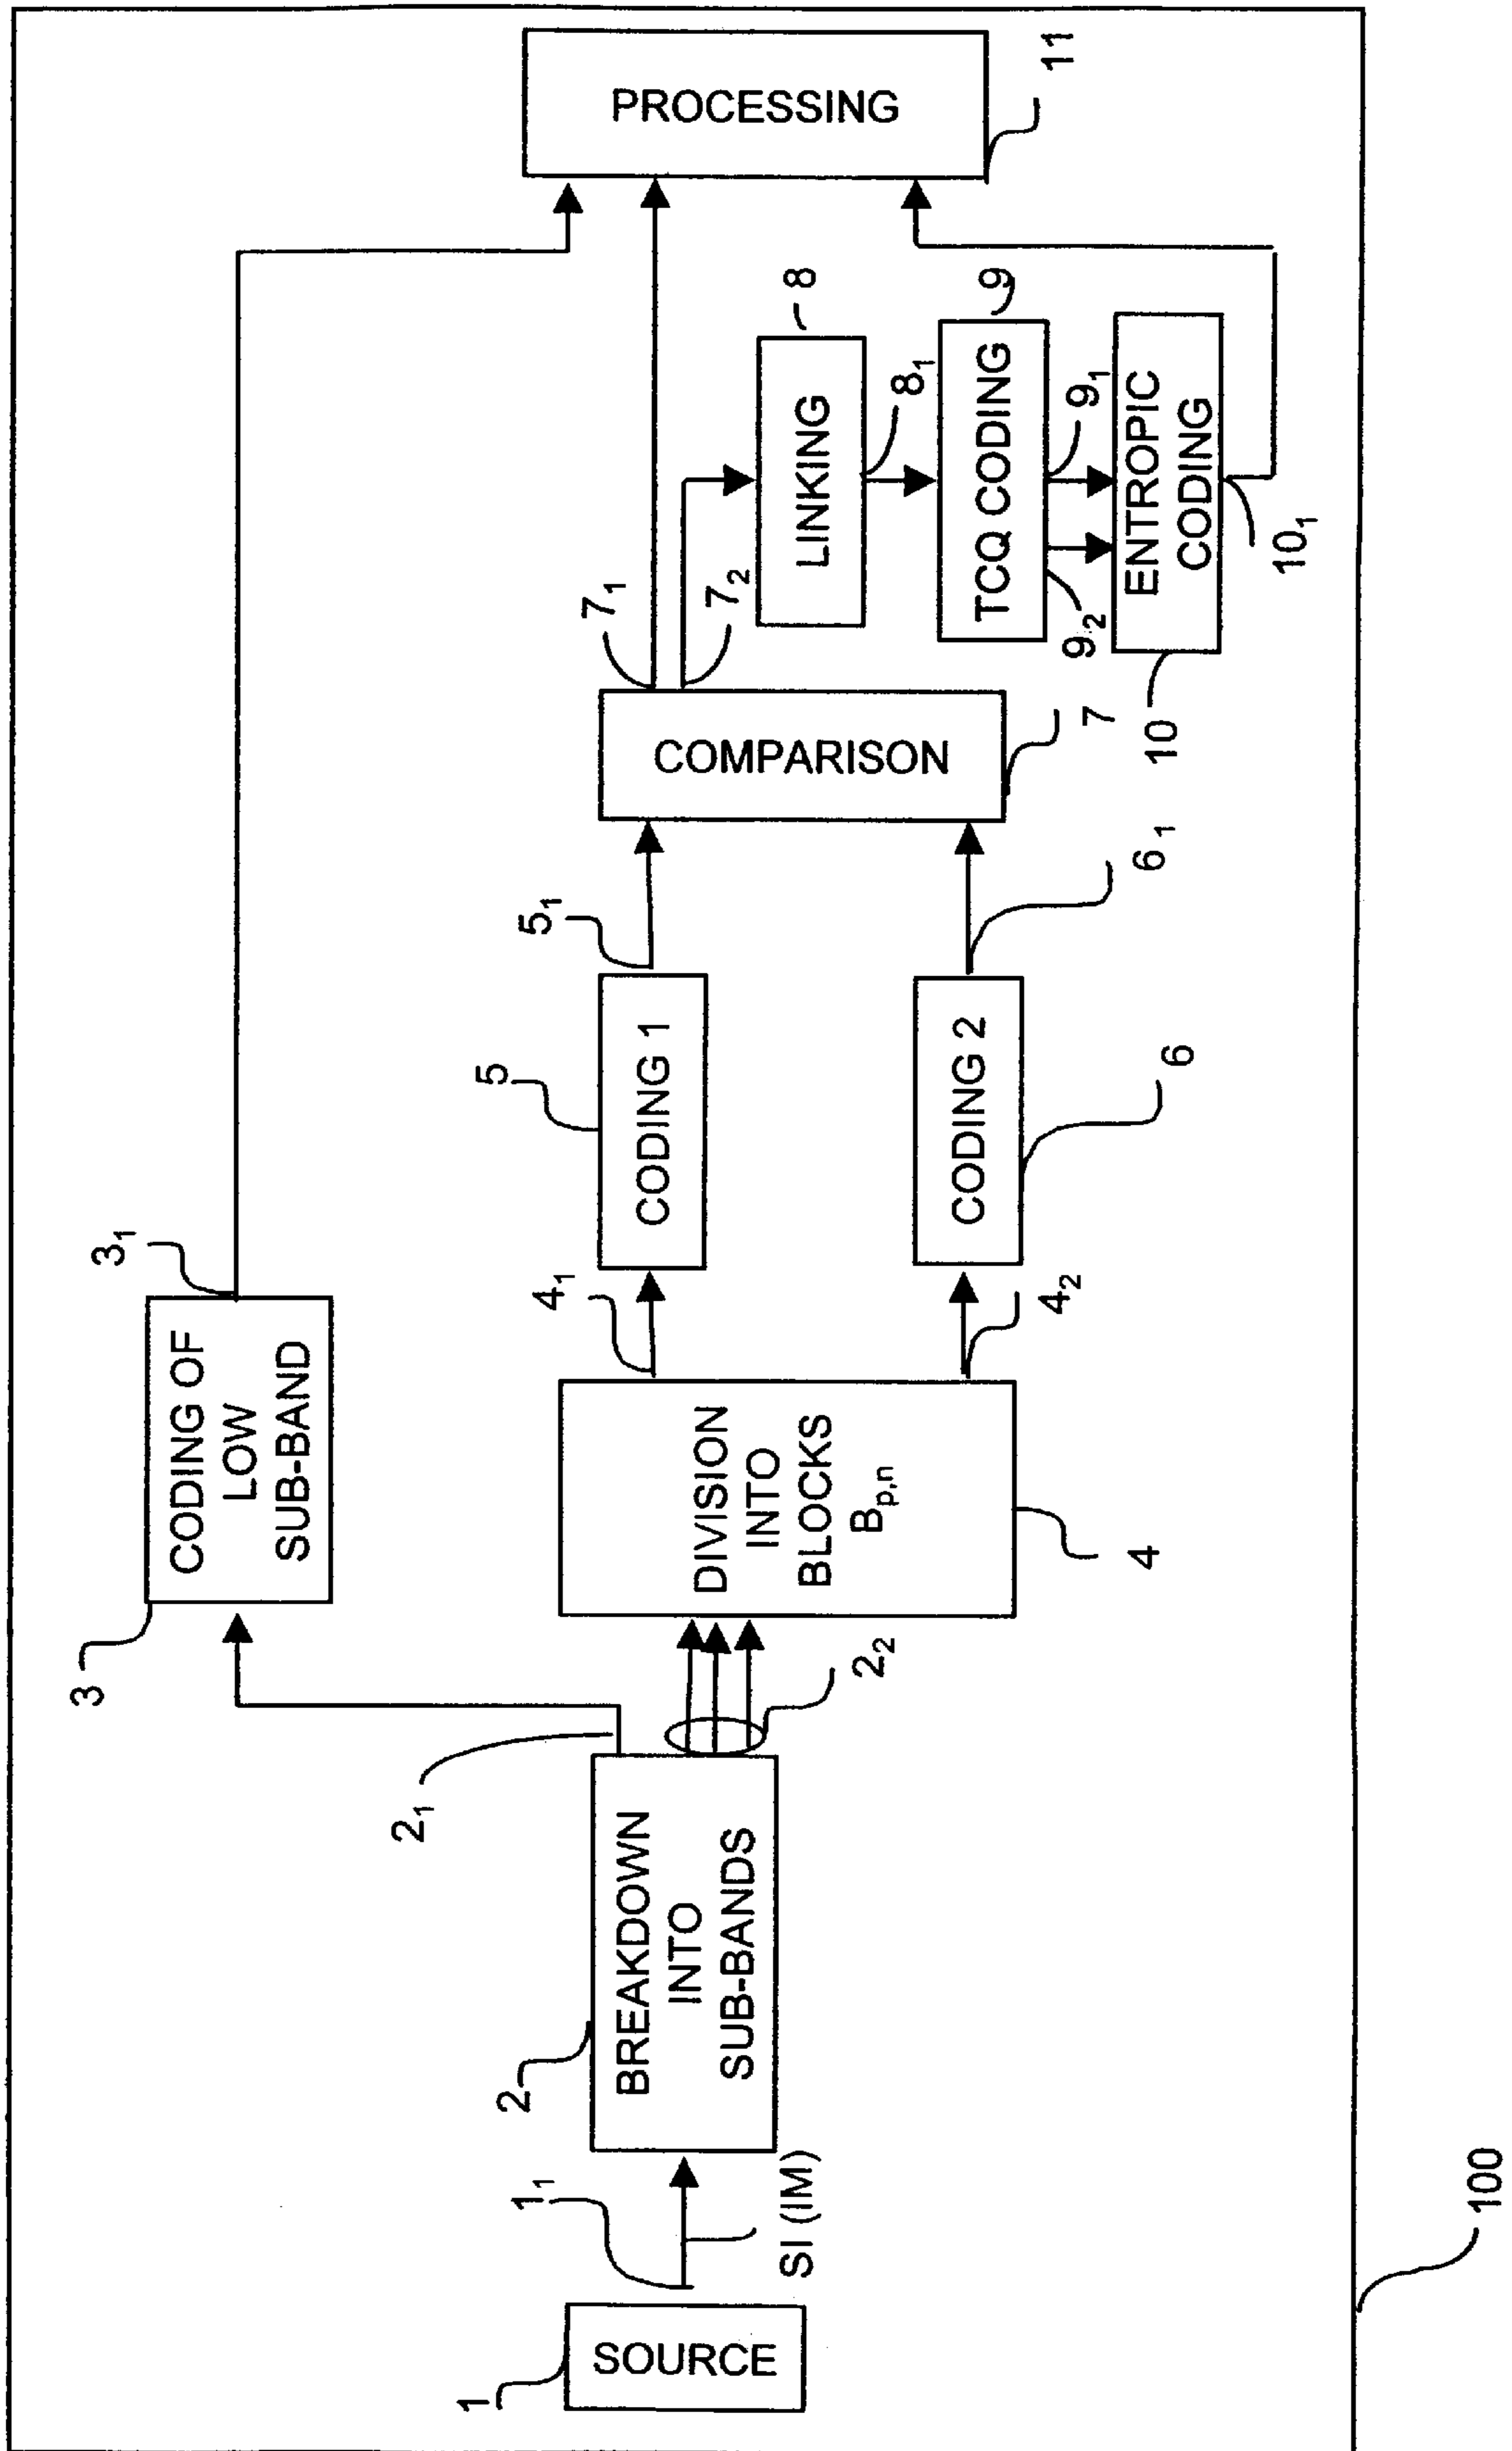 1
SOURCE
1₁
SI (IM)
2
BREAKDOWN
INTO
SUB-BANDS
2₁
2₂
3
CODING OF
LOW
SUB-BAND
3₁
DIVISION
INTO
BLOCKS
Bp,n
4
4₁
4₂
5
CODING 1
5₁
CODING 2
6
6₁
COMPARISON
7
7₁
7₂
LINKING
8
8₁
TCQ CODING
9
9₁
9₂
ENTROPIC
CODING
10
10₁
PROCESSING
11
100